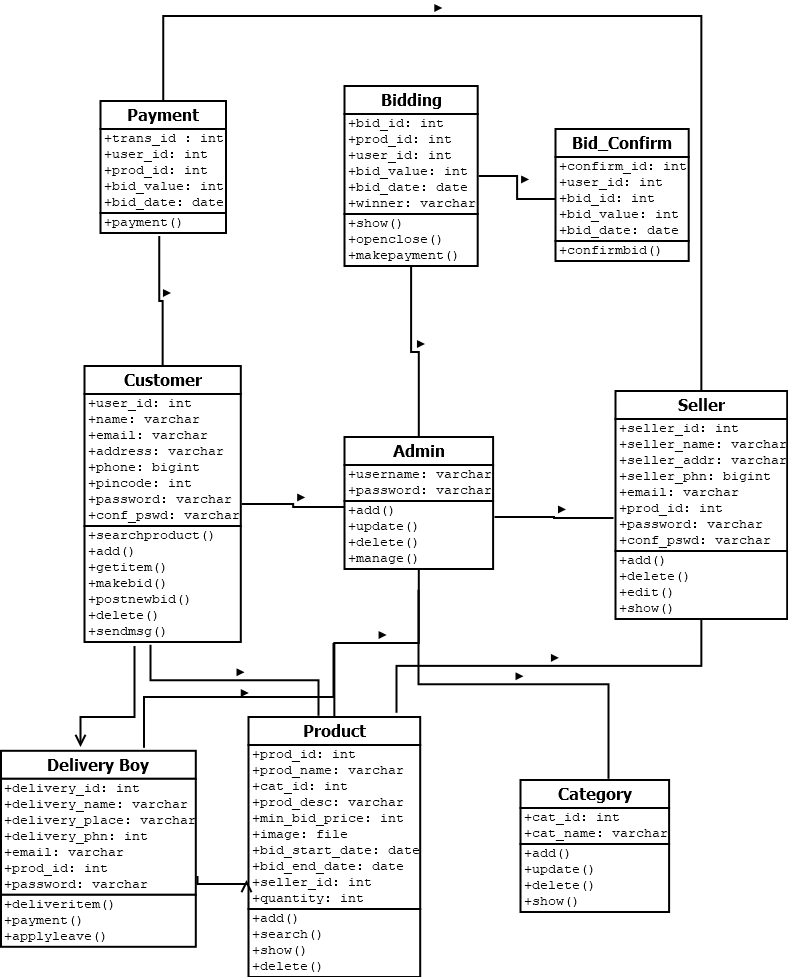 Payment
+trans_id : int
+user_id: int
+prod_id: int
+bid_value: int
+bid_date: date
+payment()
Bidding
+bid_id: int
+prod_id: int
+user_id: int
+bid_value: int
+bid_date: date
+winner: varchar
+show()
+openclose()
+makepayment()
Bid_Confirm
+confirm_id: int
+user_id: int
+bid_id: int
+bid_value: int
+bid_date: date
+confirmbid()
Customer
+user_id: int
+name: varchar
+email: varchar
+address: varchar
+phone: bigint
+pincode: int
+password: varchar
+conf_pswd: varchar
+searchproduct()
+add()
+getitem()
+makebid()
+postnewbid()
+delete()
+sendmsg()
Admin
+username: varchar
+password: varchar
+add()
+update()
+delete()
+manage()
Seller
+seller_id: int
+seller_name: varchar
+seller_addr: varchar
+seller_phn: bigint
+email: varchar
+prod_id: int
+password: varchar
+conf_pswd: varchar
+add()
+delete()
+edit()
+show()
Delivery Boy
+delivery_id: int
+delivery_name: varchar
+delivery_place: varchar
+delivery_phn: int
+email: varchar
+prod_id: int
+password: varchar
+deliveritem()
+payment()
+applyleave()
Product
+prod_id: int
+prod_name: varchar
+cat_id: int
+prod_desc: varchar
+min_bid_price: int
+image: file
+bid_start_date: date
+bid_end_date: date
+seller_id: int
+quantity: int
+add()
+search()
+show()
+delete()
Category
+cat_id: int
+cat_name: varchar
+add()
+update()
+delete()
+show()